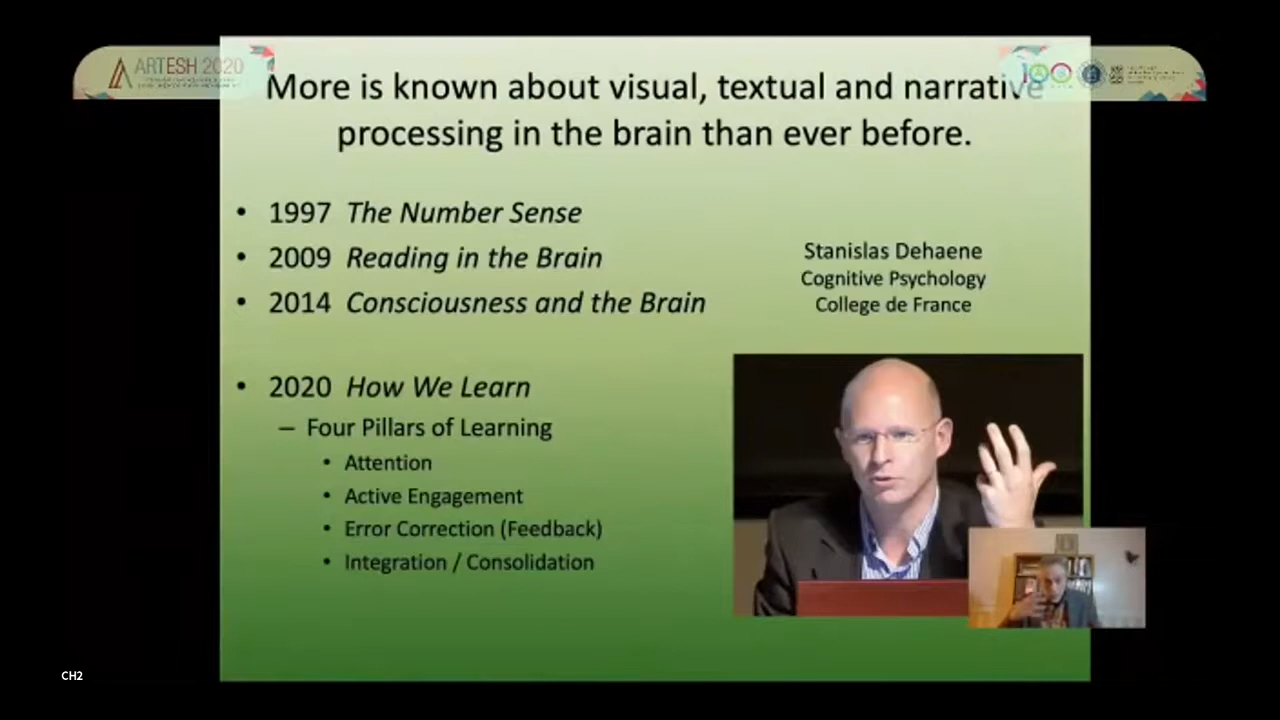 ARTESH 2020
100
More is known about visual, textual and narrative
processing in the brain than ever before.
• 1997 The Number Sense
• 2009 Reading in the Brain
• 2014 Consciousness and the Brain
Stanislas Dehaene
Cognitive Psychology
College de France
• 2020 How We Learn
– Four Pillars of Learning
• Attention
• Active Engagement
• Error Correction (Feedback)
• Integration / Consolidation
CH2